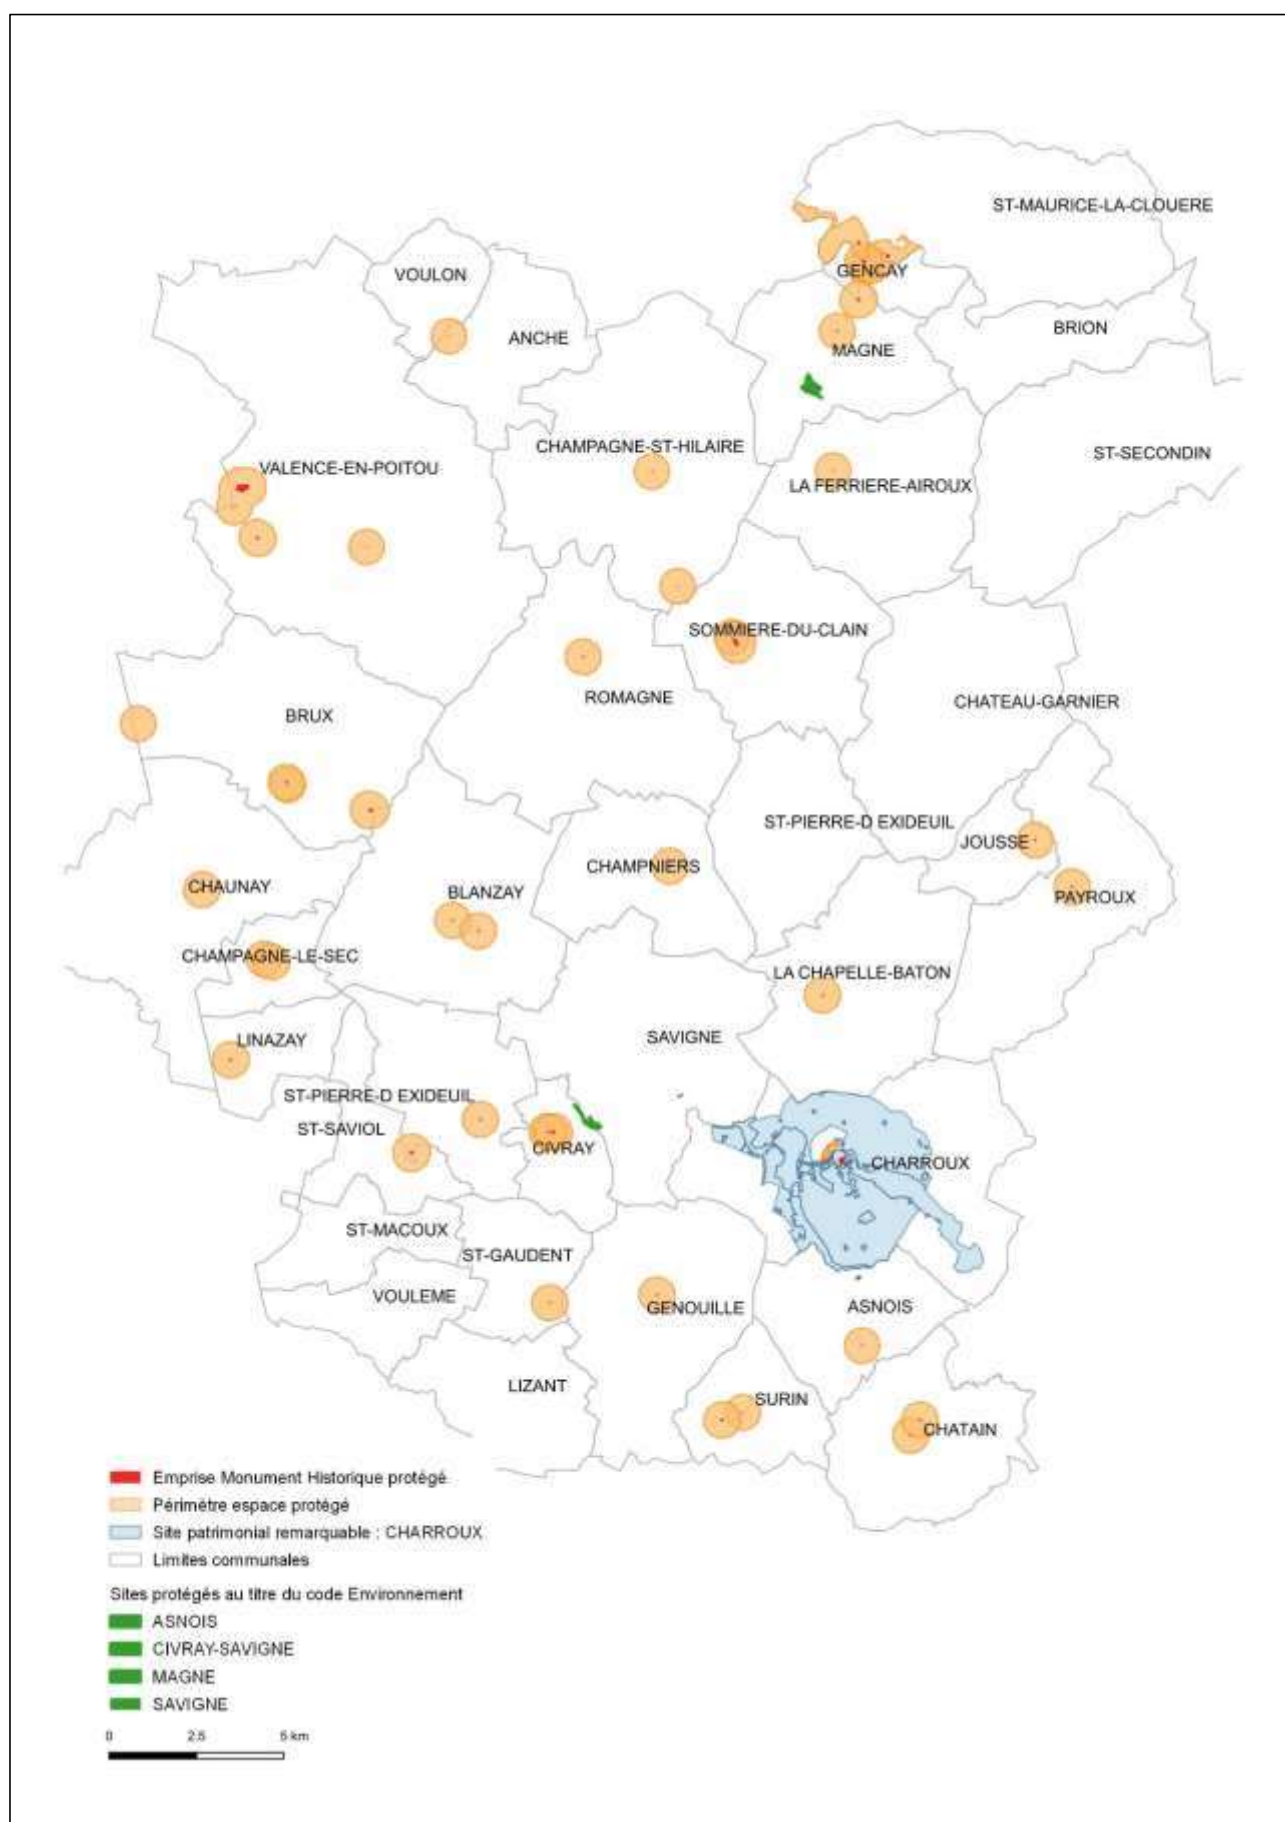 ST-MAURICE-LA-CLOUERE
VOULON
GENCAY
ANCHE
BRION
MAGNE
CHAMPAGNE-ST-HILAIRE
ST-SECONDIN
VALENCE-EN-POITOU
LA FERRIERE-AIROUX
SOMMIERE-DU-CLAIN
ROMAGNE
CHATEAU-GARNIER
BRUX
ST-PIERRE-D EXIDEUIL
JOUSSE
CHAMPNIERS
CHAUNAY
BLANZAY
PAYROUX
CHAMPAGNE-LE-SEC
LA CHAPELLE-BATON
LINAZAY
SAVIGNE
ST-PIERRE-D EXIDEUIL
ST-SAVIOL
CIVRAY
CHARROUX
ST-MACOUX
ST-GAUDENT
VOULEME
GENOUILLE
ASNOIS
LIZANT
SURIN
CHATAIN
Emprise Monument Historique protégé
Périmètre espace protégé
Site patrimonial remarquable : CHARROUX
Limites communales
Sites protégés au titre du code Environnement
ASNOIS
CIVRAY-SAVIGNE
MAGNE
SAVIGNE
0 2.5 5 km